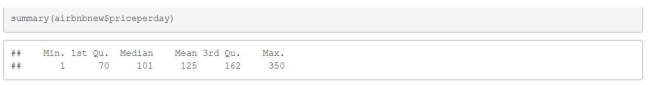 summary(airbnbnew$priceperday)
##    Min. 1st Qu.  Median    Mean 3rd Qu.    Max.
##       1      70     101     125     162     350